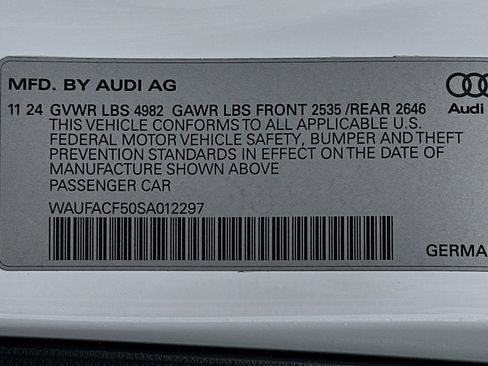 MFD. BY AUDI AG
11 24 GVWR LBS 4982 GAWR LBS FRONT 2535 /REAR 2646
THIS VEHICLE CONFORMS TO ALL APPLICABLE U.S.
FEDERAL MOTOR VEHICLE SAFETY, BUMPER AND THEFT
PREVENTION STANDARDS IN EFFECT ON THE DATE OF
MANUFACTURE SHOWN ABOVE
PASSENGER CAR
WAUFACF50SA012297
Audi
GERMA